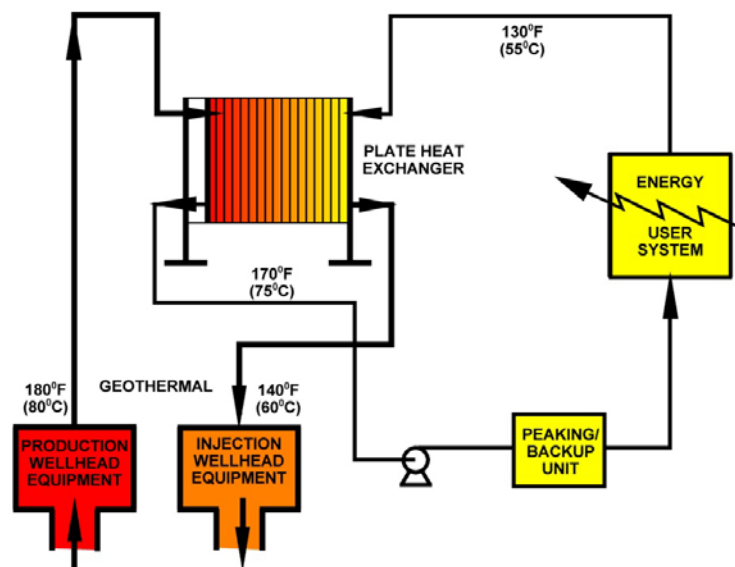 130⁰F
(55⁰C)
PLATE HEAT
EXCHANGER
ENERGY
USER
SYSTEM
170⁰F
(75⁰C)
180⁰F
(80⁰C)
GEOTHERMAL
140⁰F
(60⁰C)
PRODUCTION
WELLHEAD
EQUIPMENT
INJECTION
WELLHEAD
EQUIPMENT
PEAKING/
BACKUP
UNIT